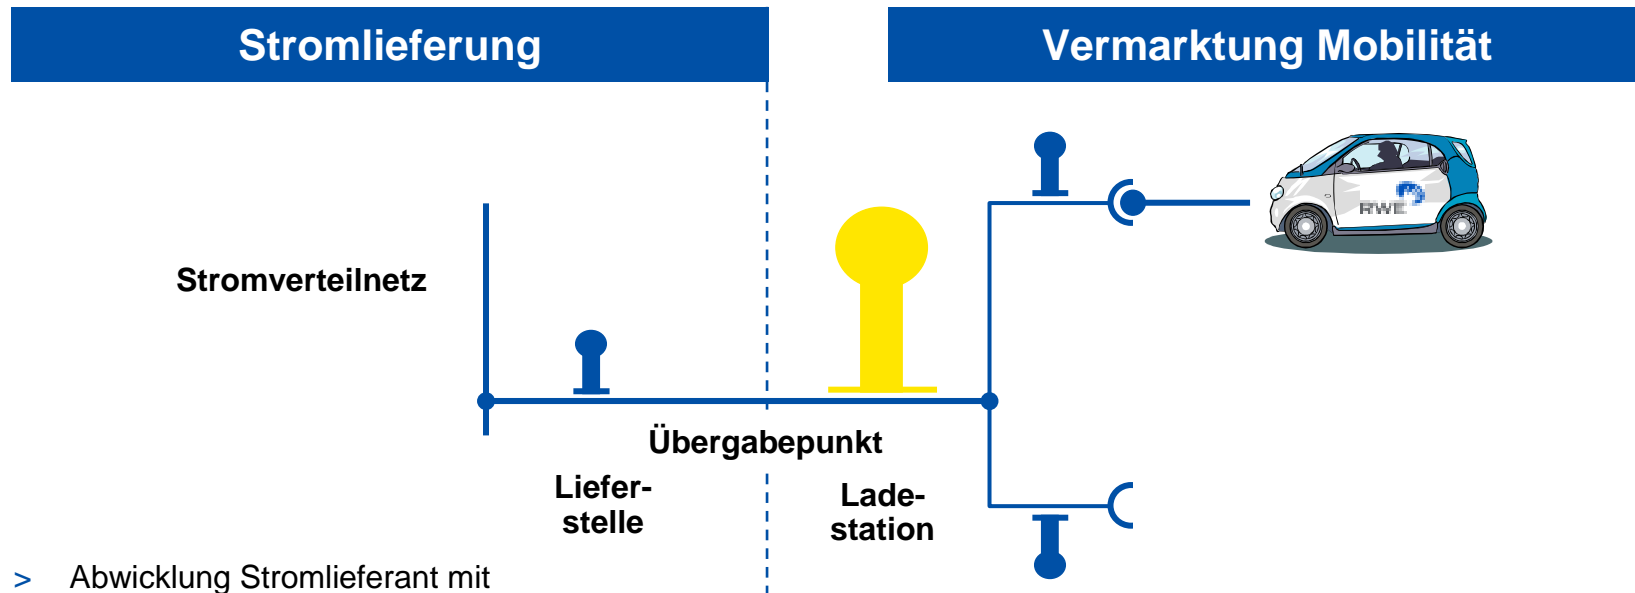 Stromlieferung
Vermarktung Mobilität
RWE
Stromverteilnetz
Übergabepunkt
Liefer-
stelle
Lade-
station
> Abwicklung Stromlieferant mit